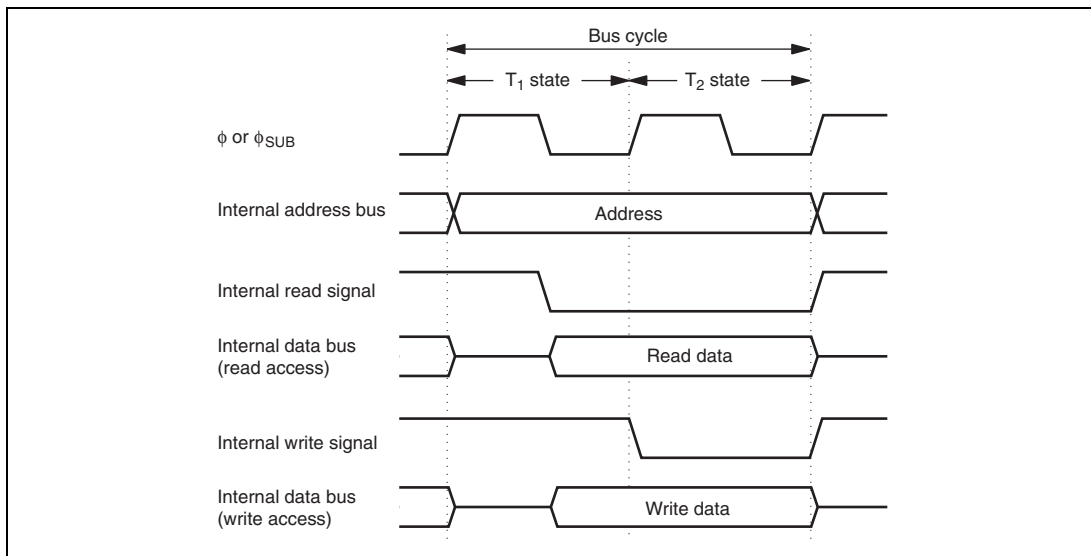 Bus cycle
T₁ state
T₂ state
ϕ or ϕSUB
Internal address bus
Address
Internal read signal
Internal data bus
(read access)
Read data
Internal write signal
Internal data bus
(write access)
Write data